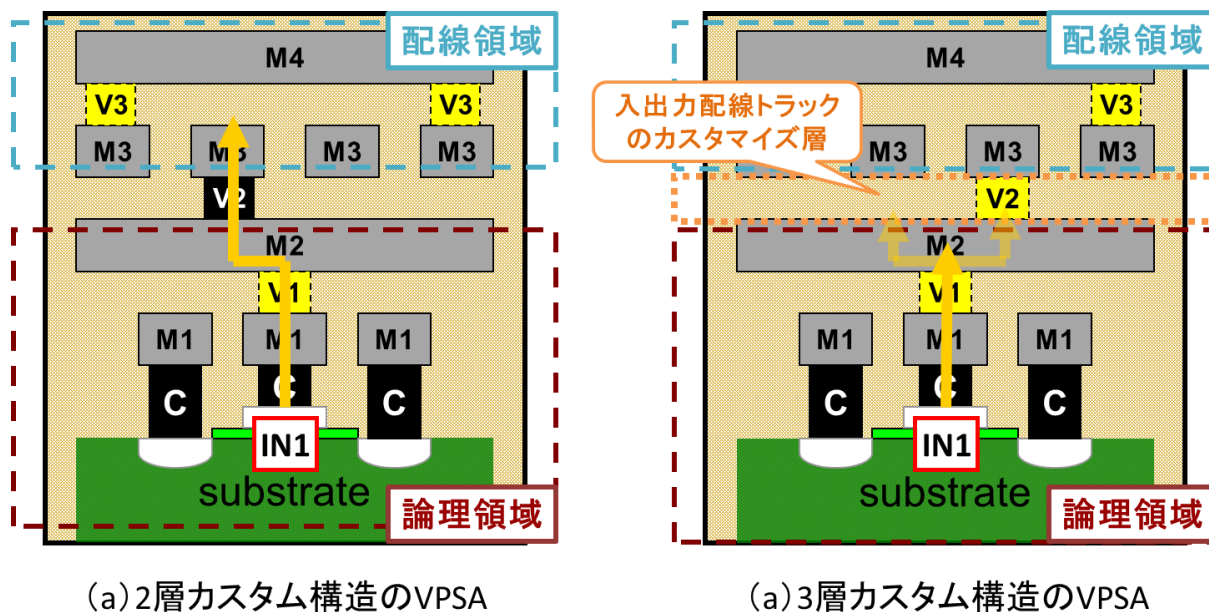 配線領域
M4
V3
V3
M3
M3
M3
M3
V2
M2
V1
M1
M1
M1
C
C
C
IN1
substrate
論理領域
(a)2層カスタム構造のVPSA
配線領域
M4
V3
入出力配線トラック
のカスタマイズ層
M3
M3
M3
V2
M2
V1
M1
M1
M1
C
C
C
IN1
substrate
論理領域
(a)3層カスタム構造のVPSA